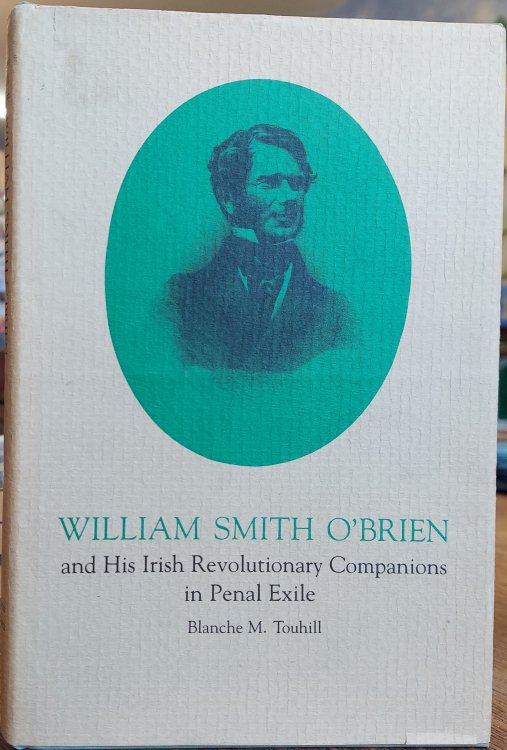 WILLIAM SMITH O'BRIEN
and His Irish Revolutionary Companions
in Penal Exile
Blanche M. Touhill